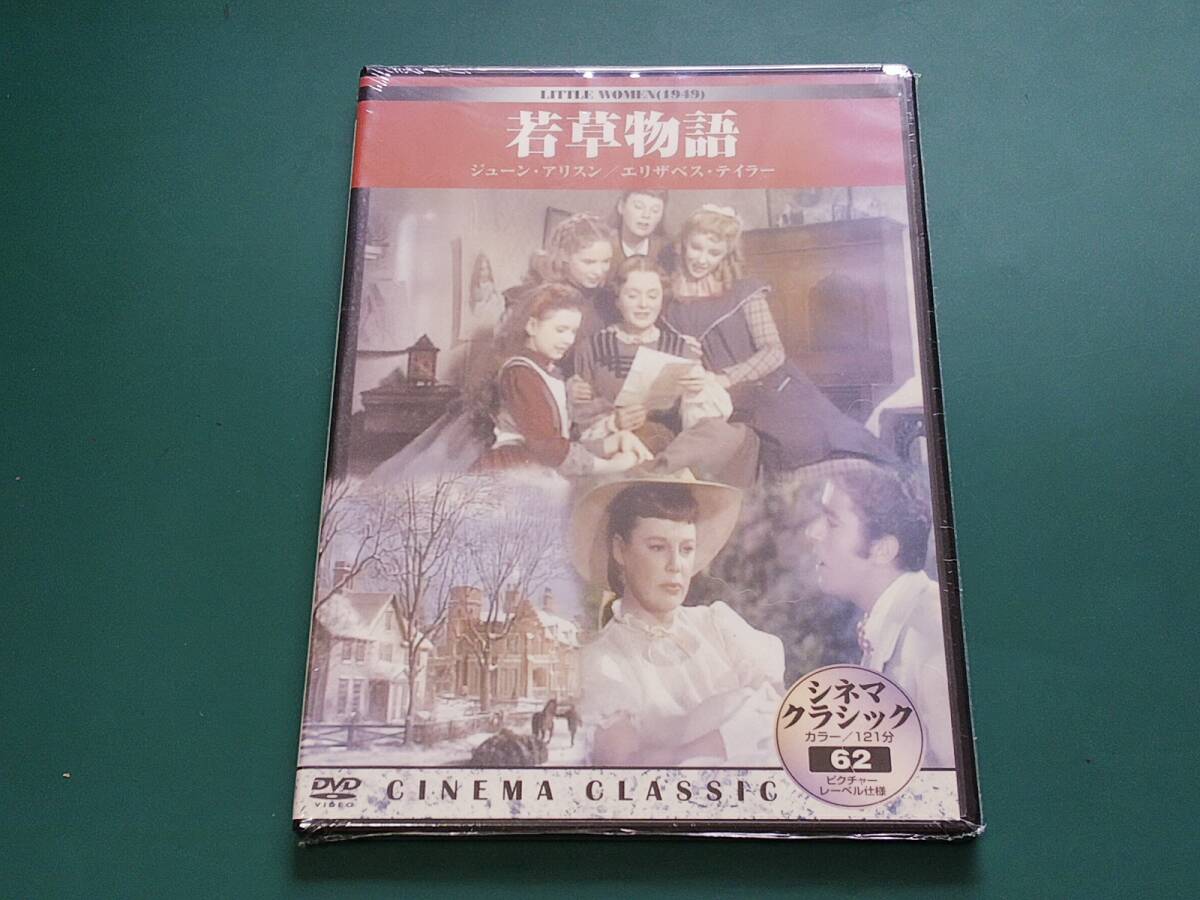 LITTLE WOMEN(1949)
若草物語
ジューン・アリスン／エリザベス・テイラー
シネマ
クラシック
カラー／121分
62
ピクチャー
レーベル仕様
DVD
VIDEO
CINEMA CLASSIC